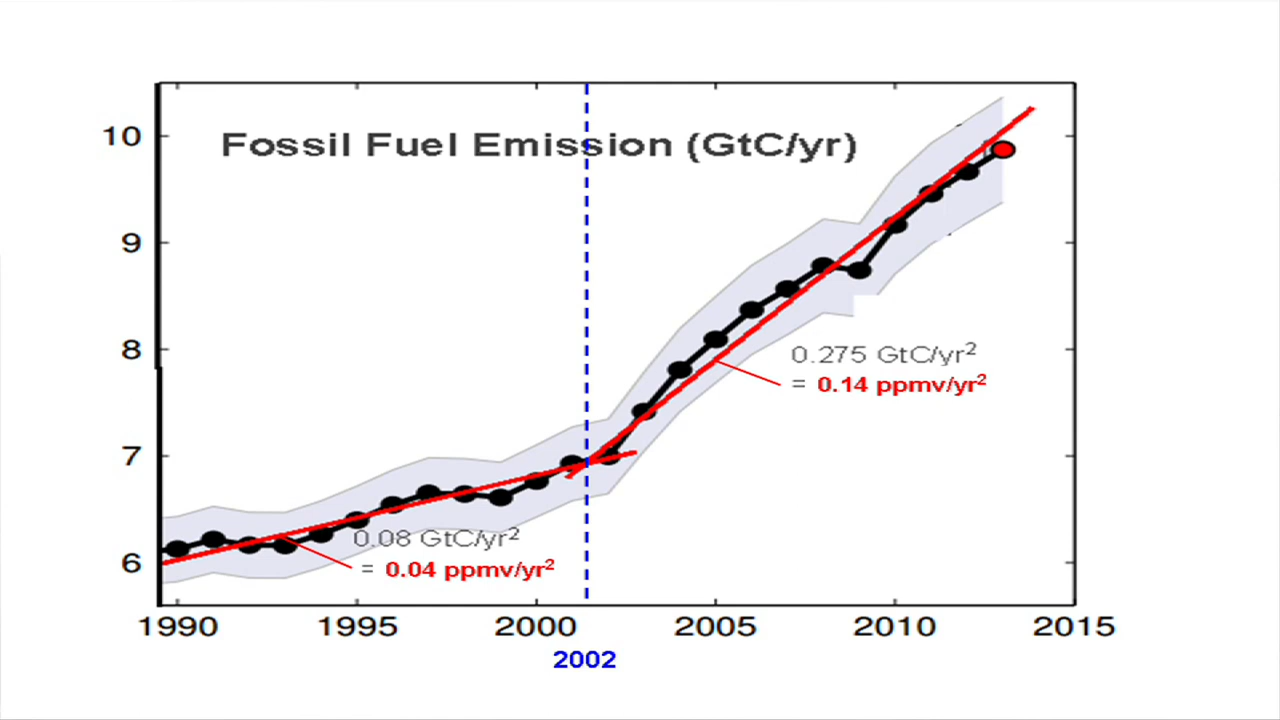 Fossil Fuel Emission (GtC/yr)
10
9
8
7
6
0.275 GtC/yr²
= 0.14 ppmv/yr²
0.08 GtC/yr²
= 0.04 ppmv/yr²
1990 1995 2000 2005 2010 2015
2002